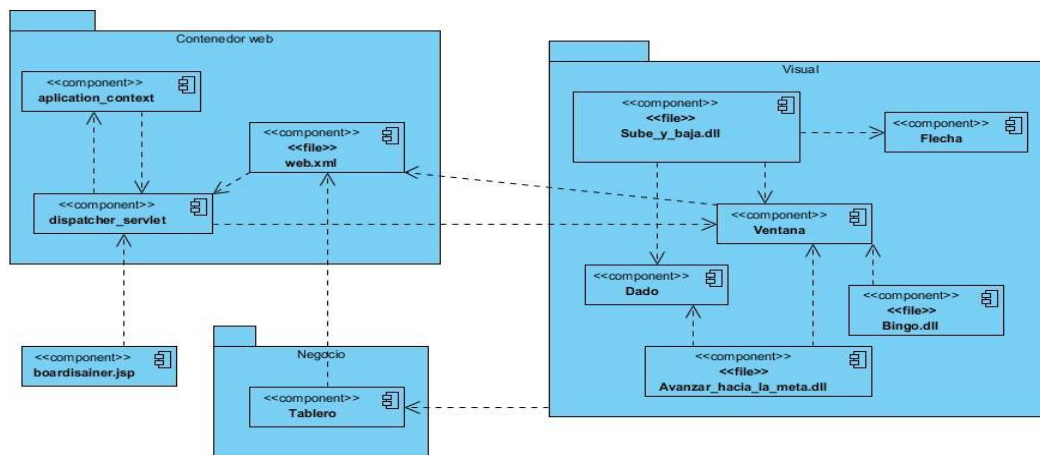 Contenedor web
<<component>>
aplication_context
<<component>>
<<file>>
web.xml
<<component>>
dispatcher_servlet
<<component>>
boardisainer.jsp
Negocio
<<component>>
Tablero
Visual
<<component>>
<<file>>
Sube_y_baja.dll
<<component>>
Flecha
<<component>>
Ventana
<<component>>
Dado
<<component>>
<<file>>
Bingo.dll
<<component>>
<<file>>
Avanzar_hacia_la_meta.dll